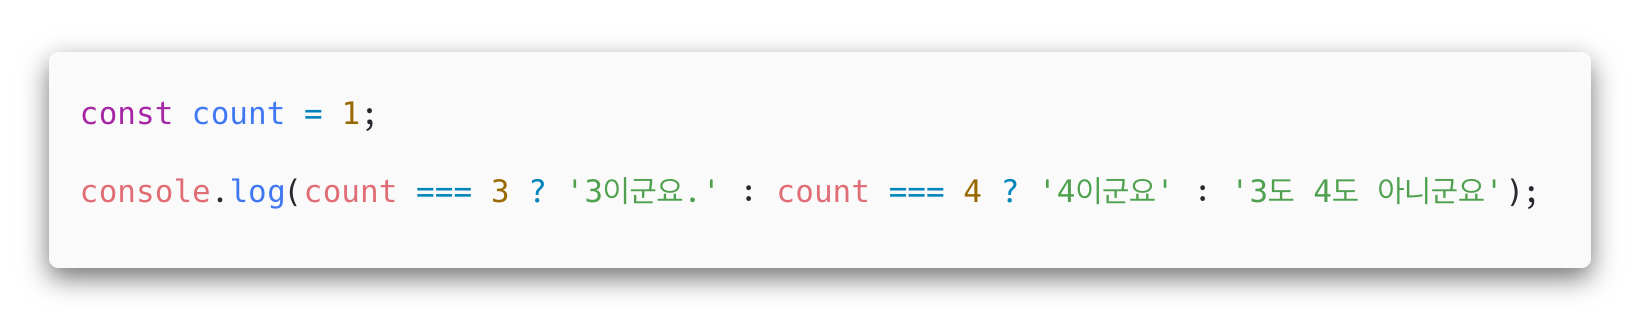 const count = 1;
console.log(count === 3 ? '3이군요.' : count === 4 ? '4이군요' : '3도 4도 아니군요');